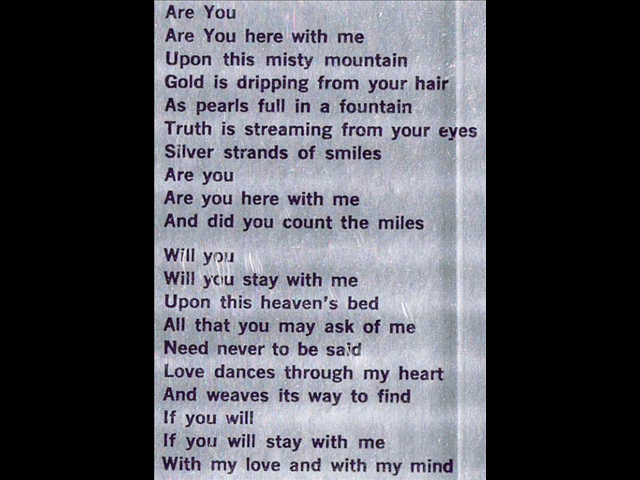 Are You
Are You here with me
Upon this misty mountain
Gold is dripping from your hair
As pearls full in a fountain
Truth is streaming from your eyes
Silver strands of smiles
Are you
Are you here with me
And did you count the miles
Will you
Will you stay with me
Upon this heaven's bed
All that you may ask of me
Need never to be said
Love dances through my heart
And weaves its way to find
If you will
If you will stay with me
With my love and with my mind